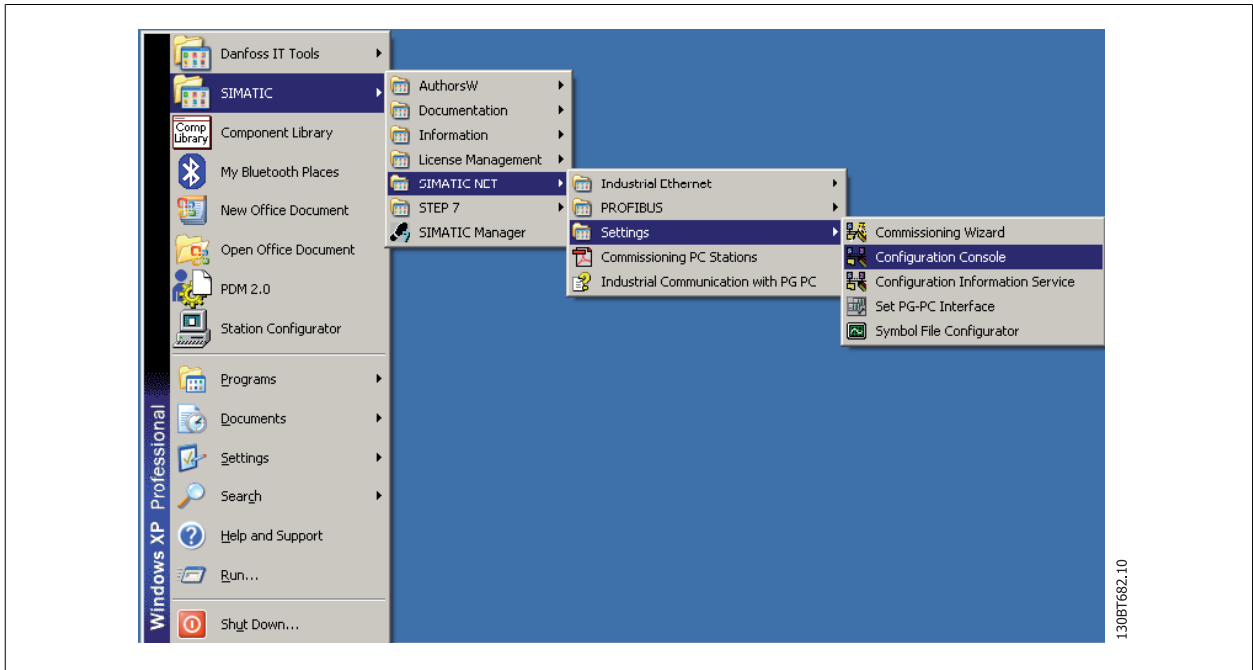 Danfoss IT Tools
SIMATIC
Comp Library
Component Library
My Bluetooth Places
New Office Document
Open Office Document
PDM 2.0
Station Configurator
Programs
Documents
Settings
Search
Help and Support
Run...
Shut Down...
Windows XP Professional
AuthorsW
Documentation
Information
License Management
SIMATIC NET
STEP 7
SIMATIC Manager
Industrial Ethernet
PROFIBUS
Settings
Commissioning PC Stations
Industrial Communication with PG PC
Commissioning Wizard
Configuration Console
Configuration Information Service
Set PG-PC Interface
Symbol File Configurator
130BT682.10